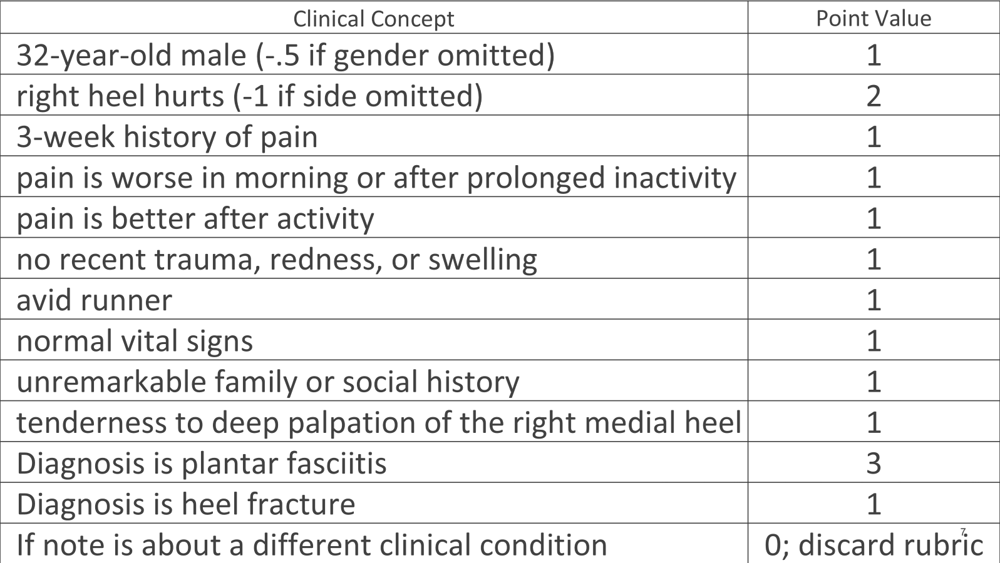 Clinical Concept Point Value
32-year-old male (-.5 if gender omitted) 1
right heel hurts (-1 if side omitted) 2
3-week history of pain 1
pain is worse in morning or after prolonged inactivity 1
pain is better after activity 1
no recent trauma, redness, or swelling 1
avid runner 1
normal vital signs 1
unremarkable family or social history 1
tenderness to deep palpation of the right medial heel 1
Diagnosis is plantar fasciitis 3
Diagnosis is heel fracture 1
If note is about a different clinical condition 0; discard rubric
7